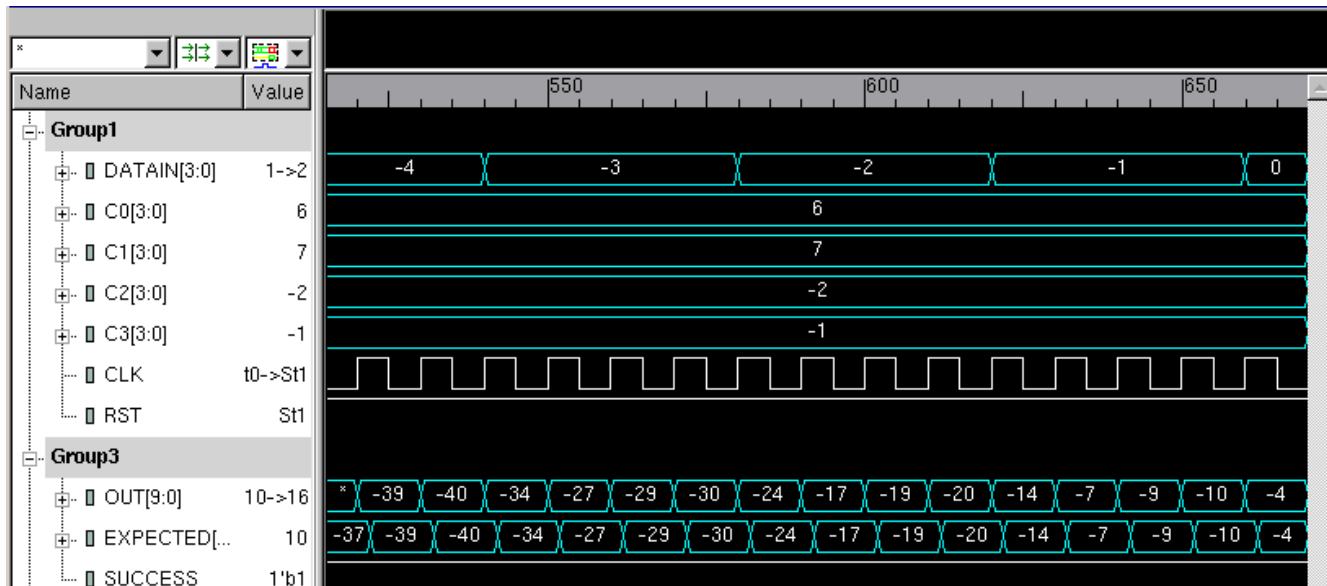 *
550 600 650
Name Value
Group1
DATAIN[3:0] 1->2 -4 -3 -2 -1 0
C0[3:0] 6 6
C1[3:0] 7 7
C2[3:0] -2 -2
C3[3:0] -1 -1
CLK t0->St1
RST St1
Group3
OUT[9:0] 10->16 * -39 -40 -34 -27 -29 -30 -24 -17 -19 -20 -14 -7 -9 -10 -4
EXPECTED[... 10 -37 -39 -40 -34 -27 -29 -30 -24 -17 -19 -20 -14 -7 -9 -10 -4
SUCCESS 1'b1